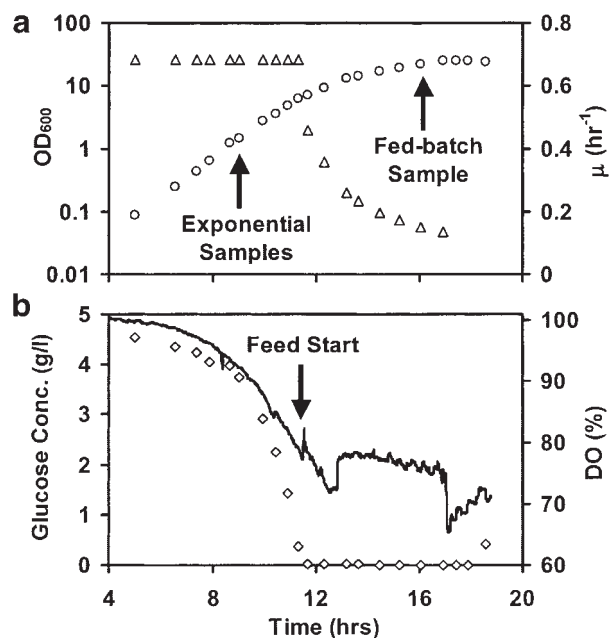 a
100
10
1
0.1
0.01
OD₆₀₀
Exponential
Samples
Fed-batch
Sample
0.8
0.6
0.4
0.2
0
μ (hr⁻¹)
b
5
4
3
2
1
0
Glucose Conc. (g/l)
Feed Start
100
90
80
70
60
DO (%)
4 8 12 16 20
Time (hrs)